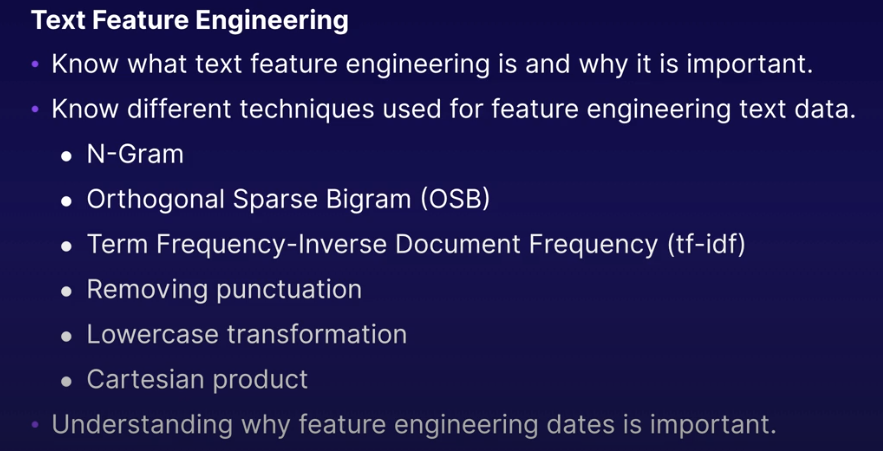 Text Feature Engineering
• Know what text feature engineering is and why it is important.
• Know different techniques used for feature engineering text data.
• N-Gram
• Orthogonal Sparse Bigram (OSB)
• Term Frequency-Inverse Document Frequency (tf-idf)
• Removing punctuation
• Lowercase transformation
• Cartesian product
• Understanding why feature engineering dates is important.